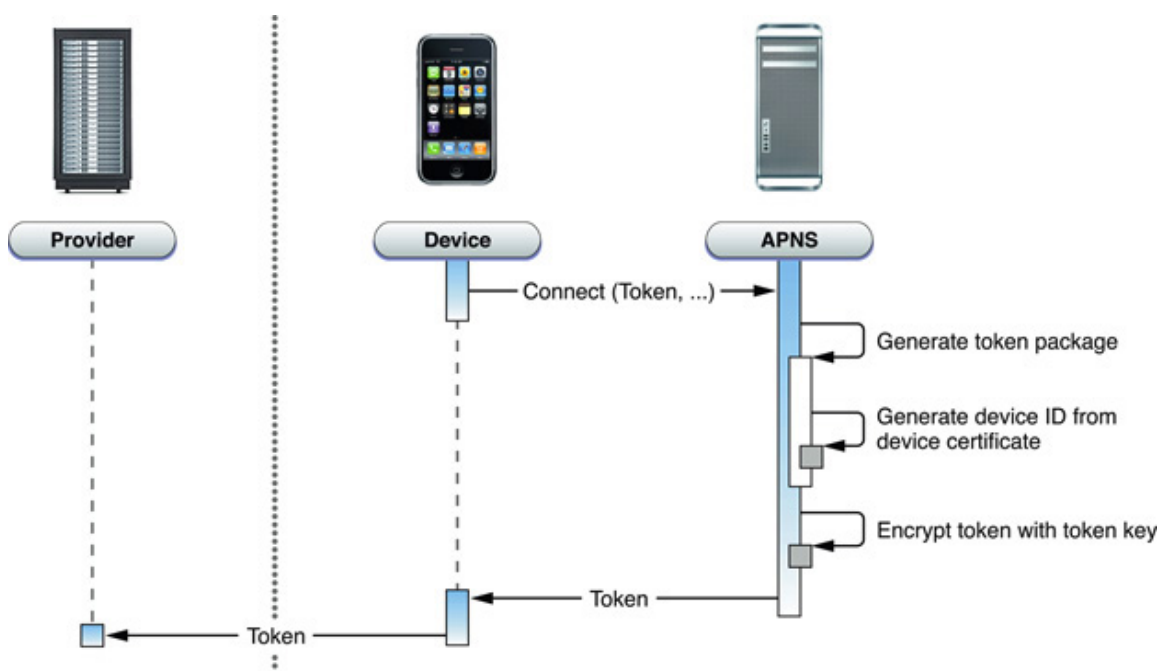 Provider
Device
APNS
Connect (Token, ...)
Generate token package
Generate device ID from
device certificate
Encrypt token with token key
Token
Token